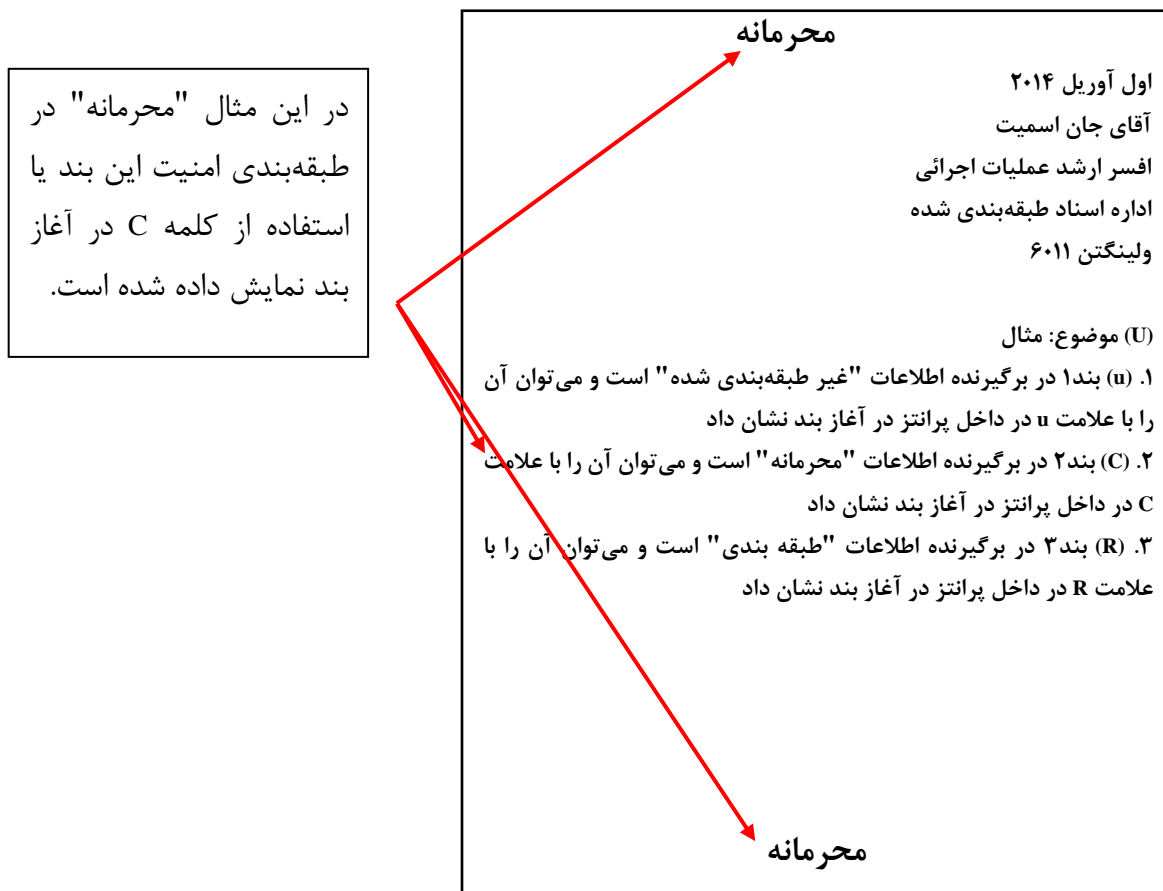 محرمانه
اول آوریل ۲۰۱۴
آقای جان اسمیت
افسر ارشد عملیات اجرائی
اداره اسناد طبقه‌بندی شده
ولینگتن ۶۰۱۱
(U) موضوع: مثال
۱. (u) بند۱ در برگیرنده اطلاعات "غیر طبقه‌بندی شده" است و می‌توان آن
را با علامت u در داخل پرانتز در آغاز بند نشان داد
۲. (C) بند۲ در برگیرنده اطلاعات "محرمانه" است و می‌توان آن را با علامت
C در داخل پرانتز در آغاز بند نشان داد
۳. (R) بند۳ در برگیرنده اطلاعات "طبقه بندی" است و می‌توان آن را با
علامت R در داخل پرانتز در آغاز بند نشان داد
محرمانه
در این مثال "محرمانه" در
طبقه‌بندی امنیت این بند یا
استفاده از کلمه C در آغاز
بند نمایش داده شده است.